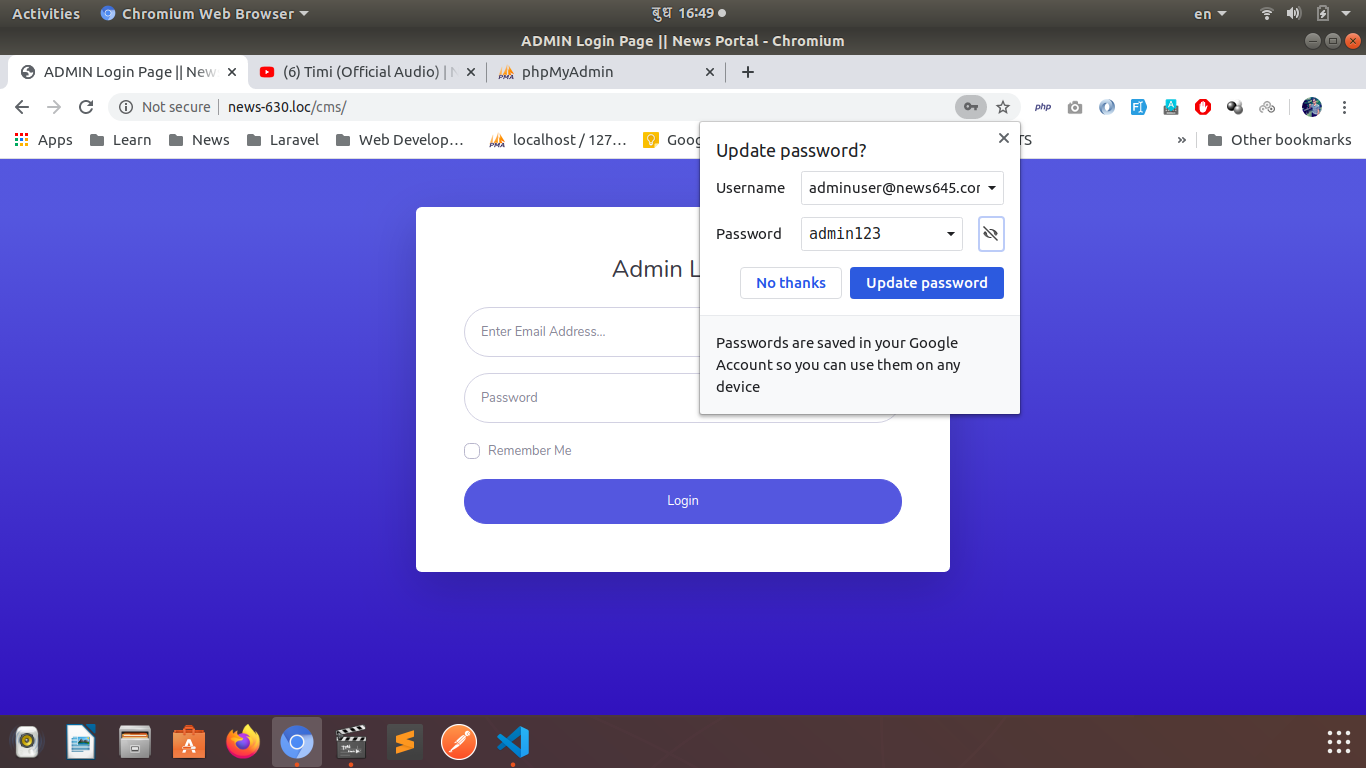 Activities Chromium Web Browser बुध 16:49 en
ADMIN Login Page || News Portal - Chromium
ADMIN Login Page || New (6) Timi (Official Audio) | N phpMyAdmin
Not secure news-630.loc/cms/ php
Apps Learn News Laravel Web Develop… localhost / 127… Goog TS » Other bookmarks
Update password?
Username adminuser@news645.cor
Password admin123
No thanks Update password
Passwords are saved in your Google
Account so you can use them on any
device
Admin L
Enter Email Address...
Password
Remember Me
Login